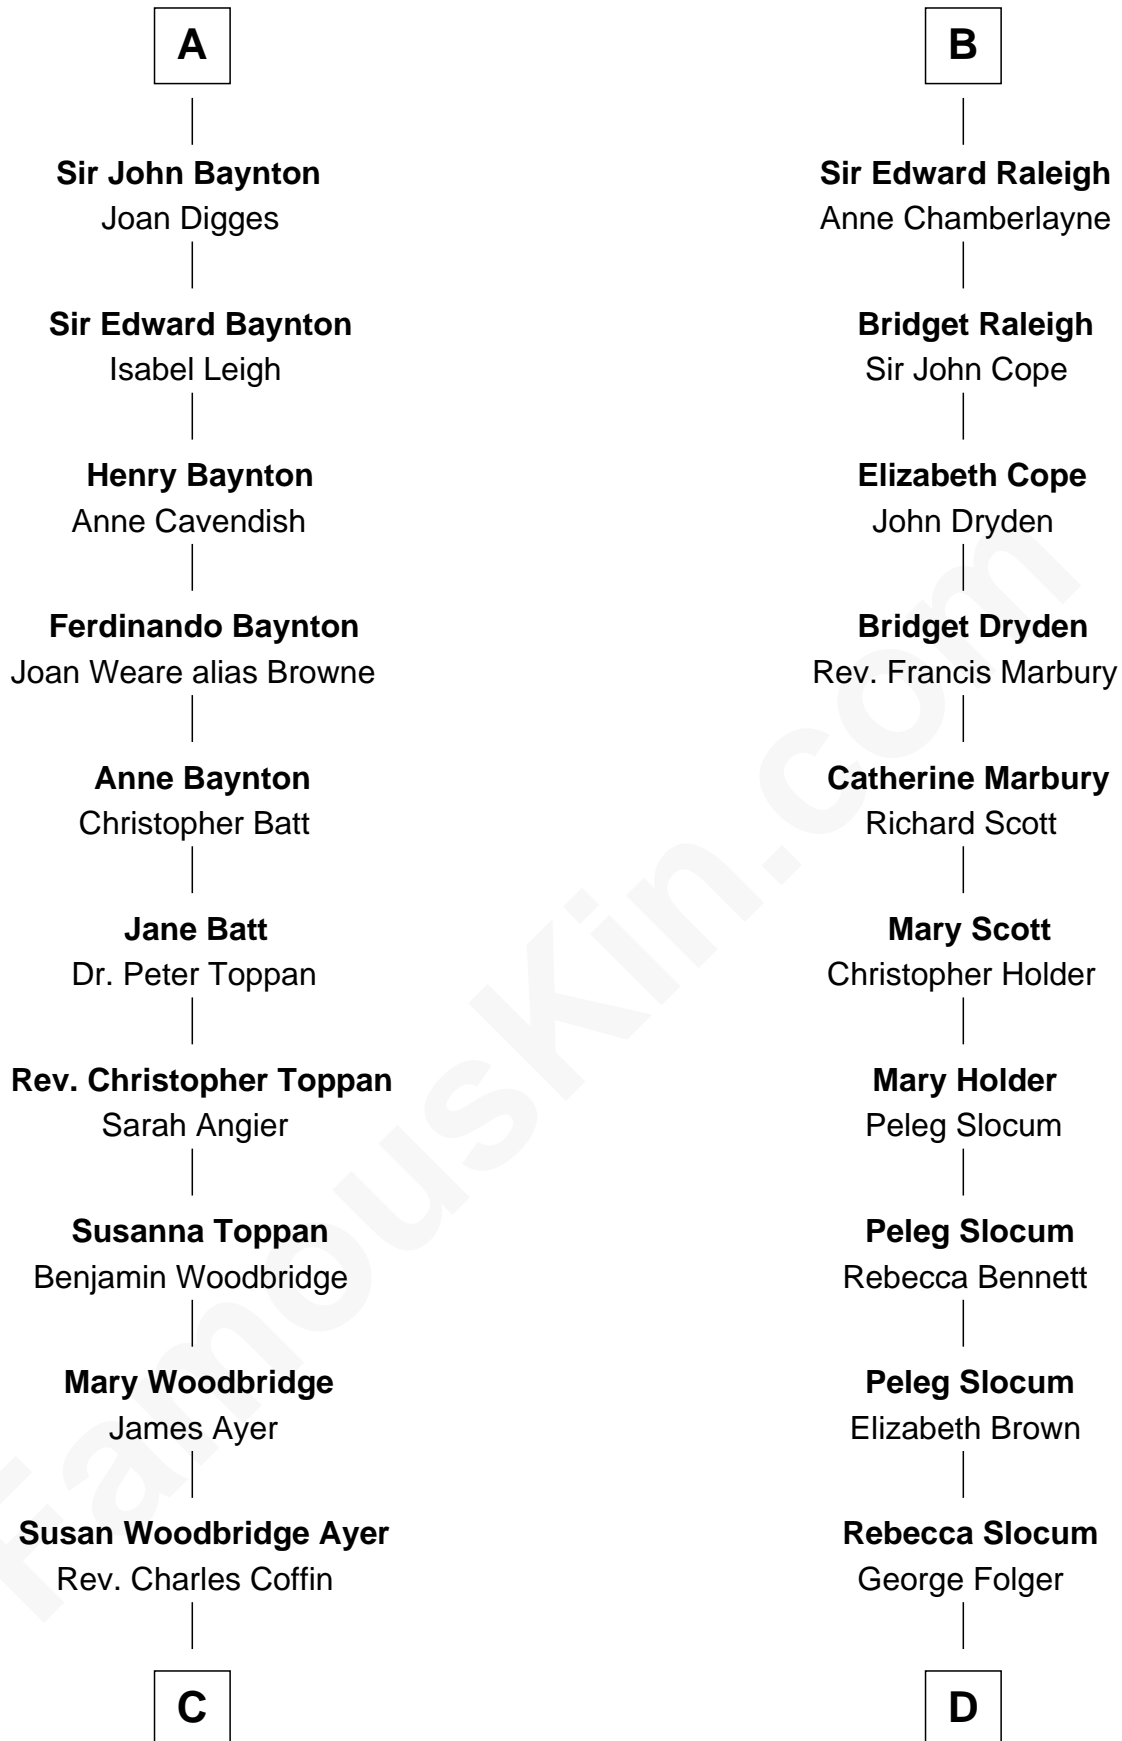 A
Sir John Baynton
Joan Digges
Sir Edward Baynton
Isabel Leigh
Henry Baynton
Anne Cavendish
Ferdinando Baynton
Joan Weare alias Browne
Anne Baynton
Christopher Batt
Jane Batt
Dr. Peter Toppan
Rev. Christopher Toppan
Sarah Angier
Susanna Toppan
Benjamin Woodbridge
Mary Woodbridge
James Ayer
Susan Woodbridge Ayer
Rev. Charles Coffin
C
B
Sir Edward Raleigh
Anne Chamberlayne
Bridget Raleigh
Sir John Cope
Elizabeth Cope
John Dryden
Bridget Dryden
Rev. Francis Marbury
Catherine Marbury
Richard Scott
Mary Scott
Christopher Holder
Mary Holder
Peleg Slocum
Peleg Slocum
Rebecca Bennett
Peleg Slocum
Elizabeth Brown
Rebecca Slocum
George Folger
D
FamousKin.com